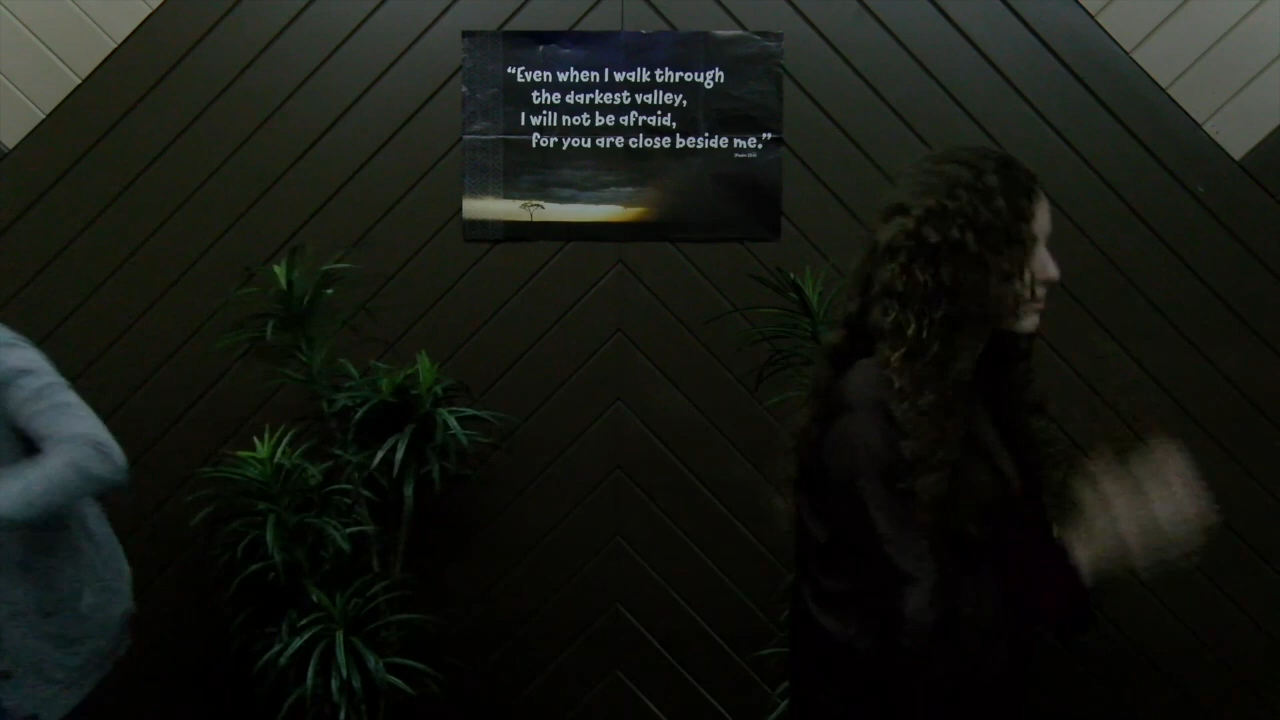 “Even when I walk through
the darkest valley,
I will not be afraid,
for you are close beside me.”